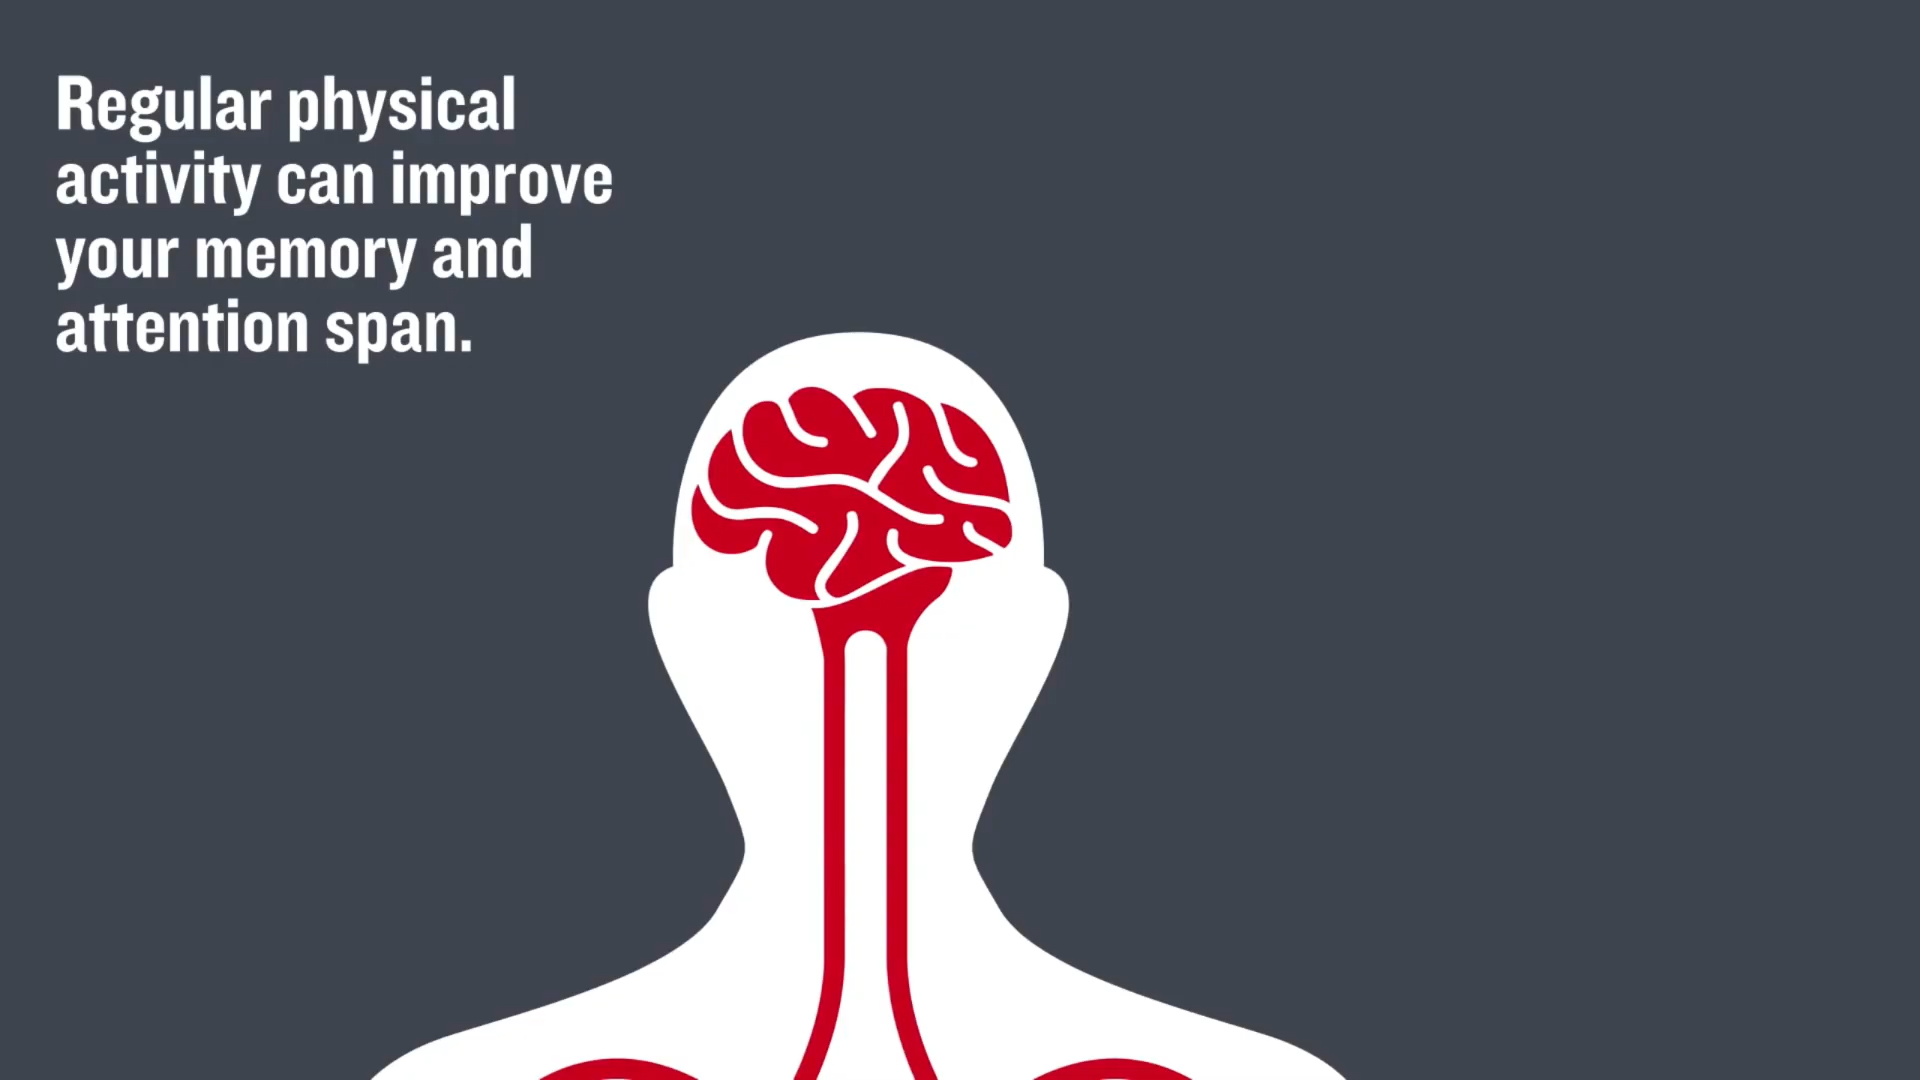 Regular physical
activity can improve
your memory and
attention span.